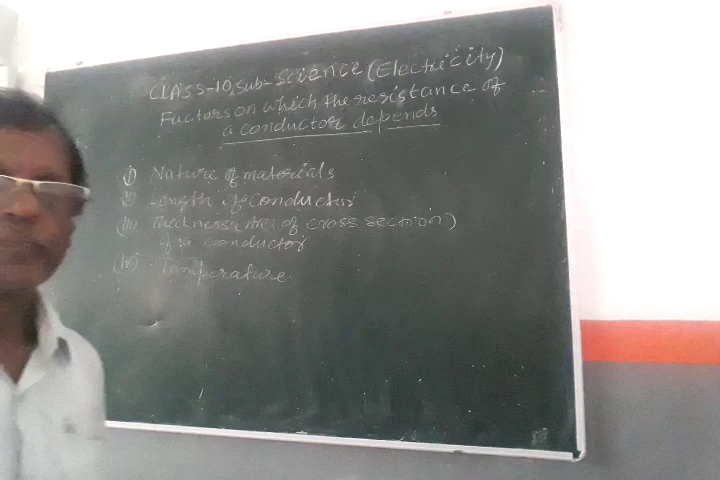 CLASS-10, Sub- Science (Electricity)
Factors on which the resistance of
a conductor depends
(i) Nature of materials
(ii) Length of conductor
(iii) Thickness (Area of cross section)
of a conductor
(iv) Temperature